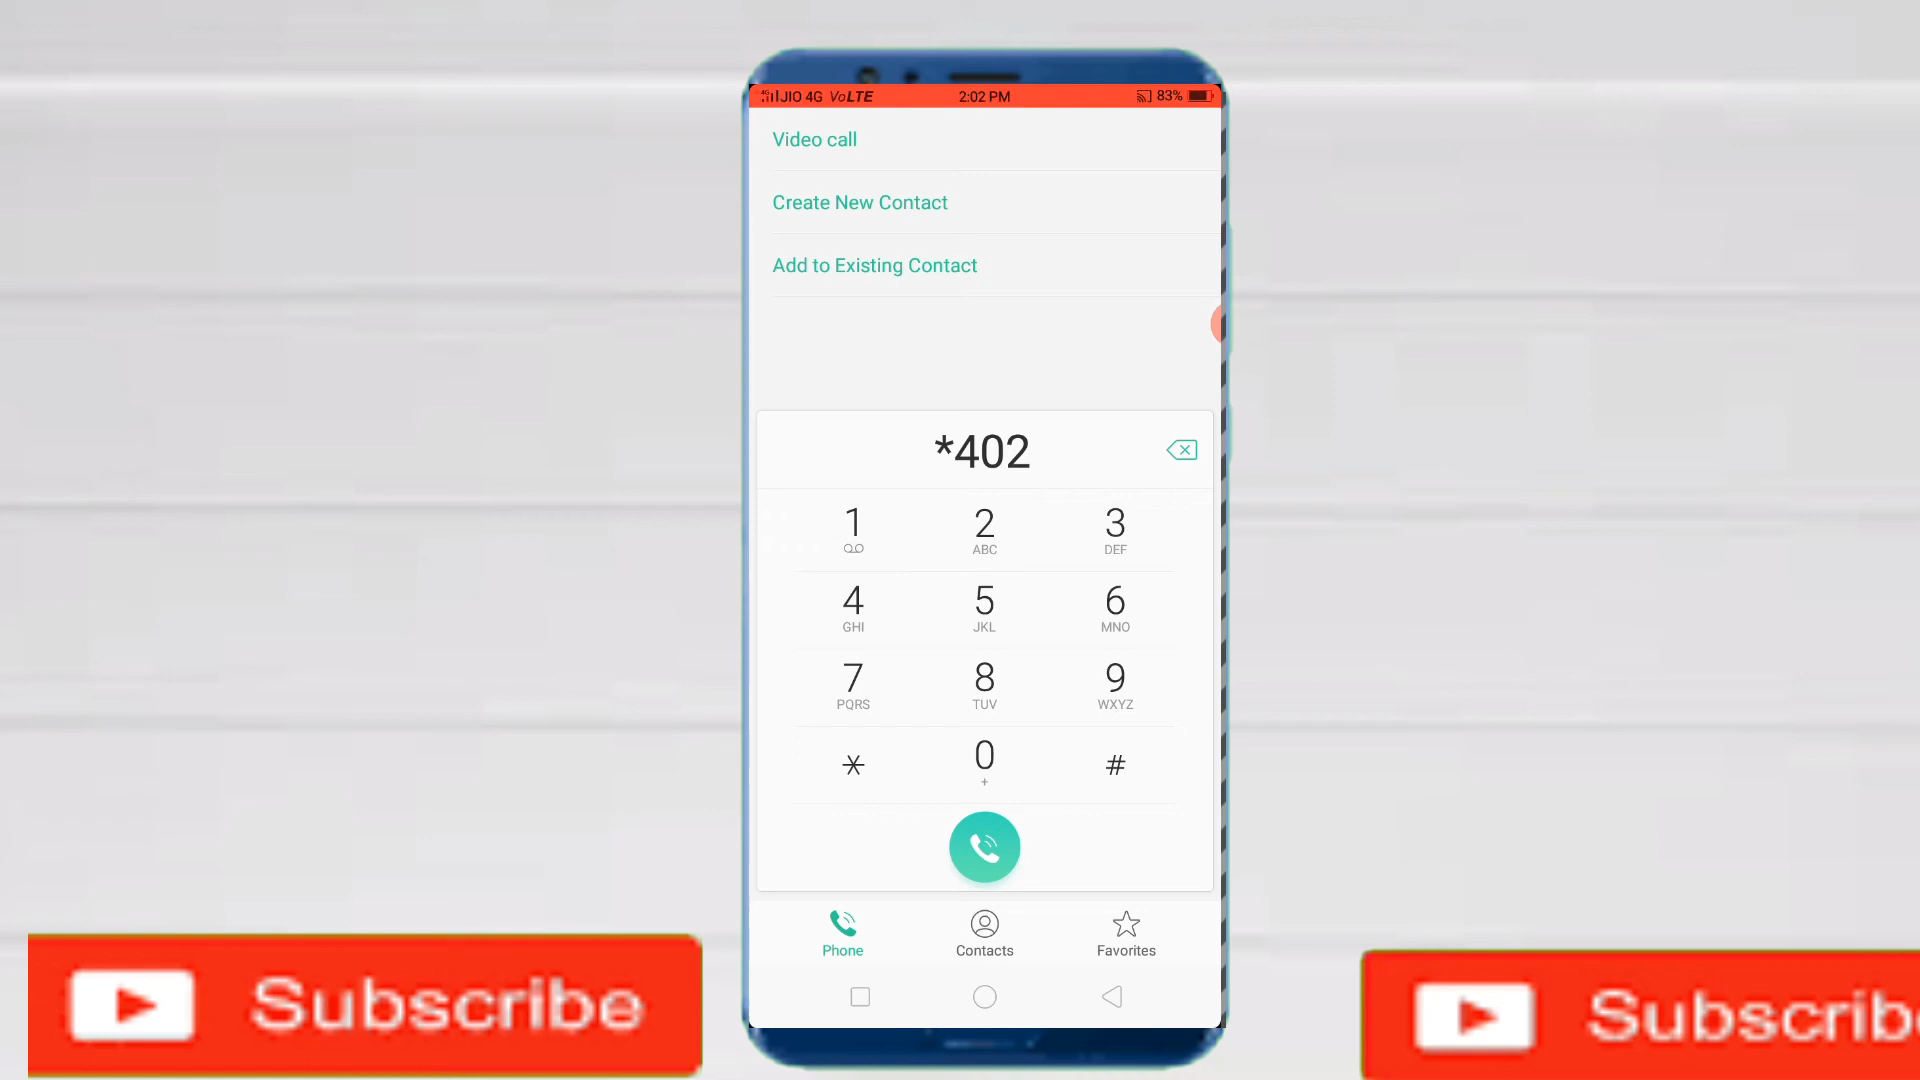 JIO 4G VoLTE 2:02 PM 83%
Video call
Create New Contact
Add to Existing Contact
*402
1 2 3
ABC DEF
4 5 6
GHI JKL MNO
7 8 9
PQRS TUV WXYZ
* 0 #
+
Phone Contacts Favorites
Subscribe
Subscribe